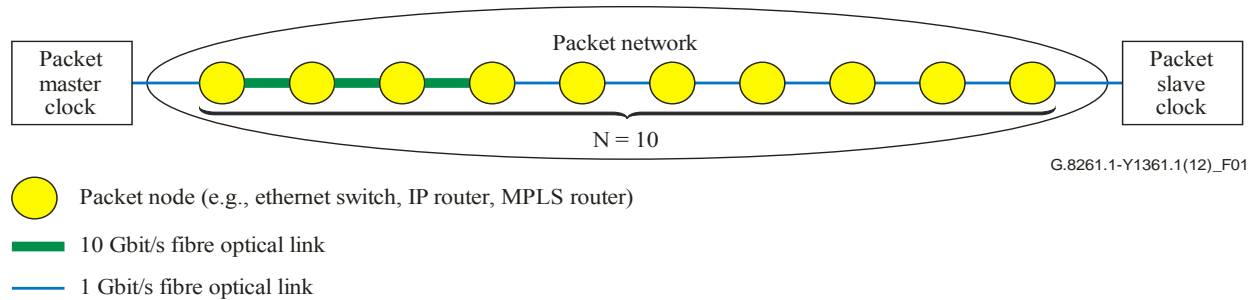 Packet network
Packet
master
clock
Packet
slave
clock
N = 10
G.8261.1-Y1361.1(12)_F01
Packet node (e.g., ethernet switch, IP router, MPLS router)
10 Gbit/s fibre optical link
1 Gbit/s fibre optical link